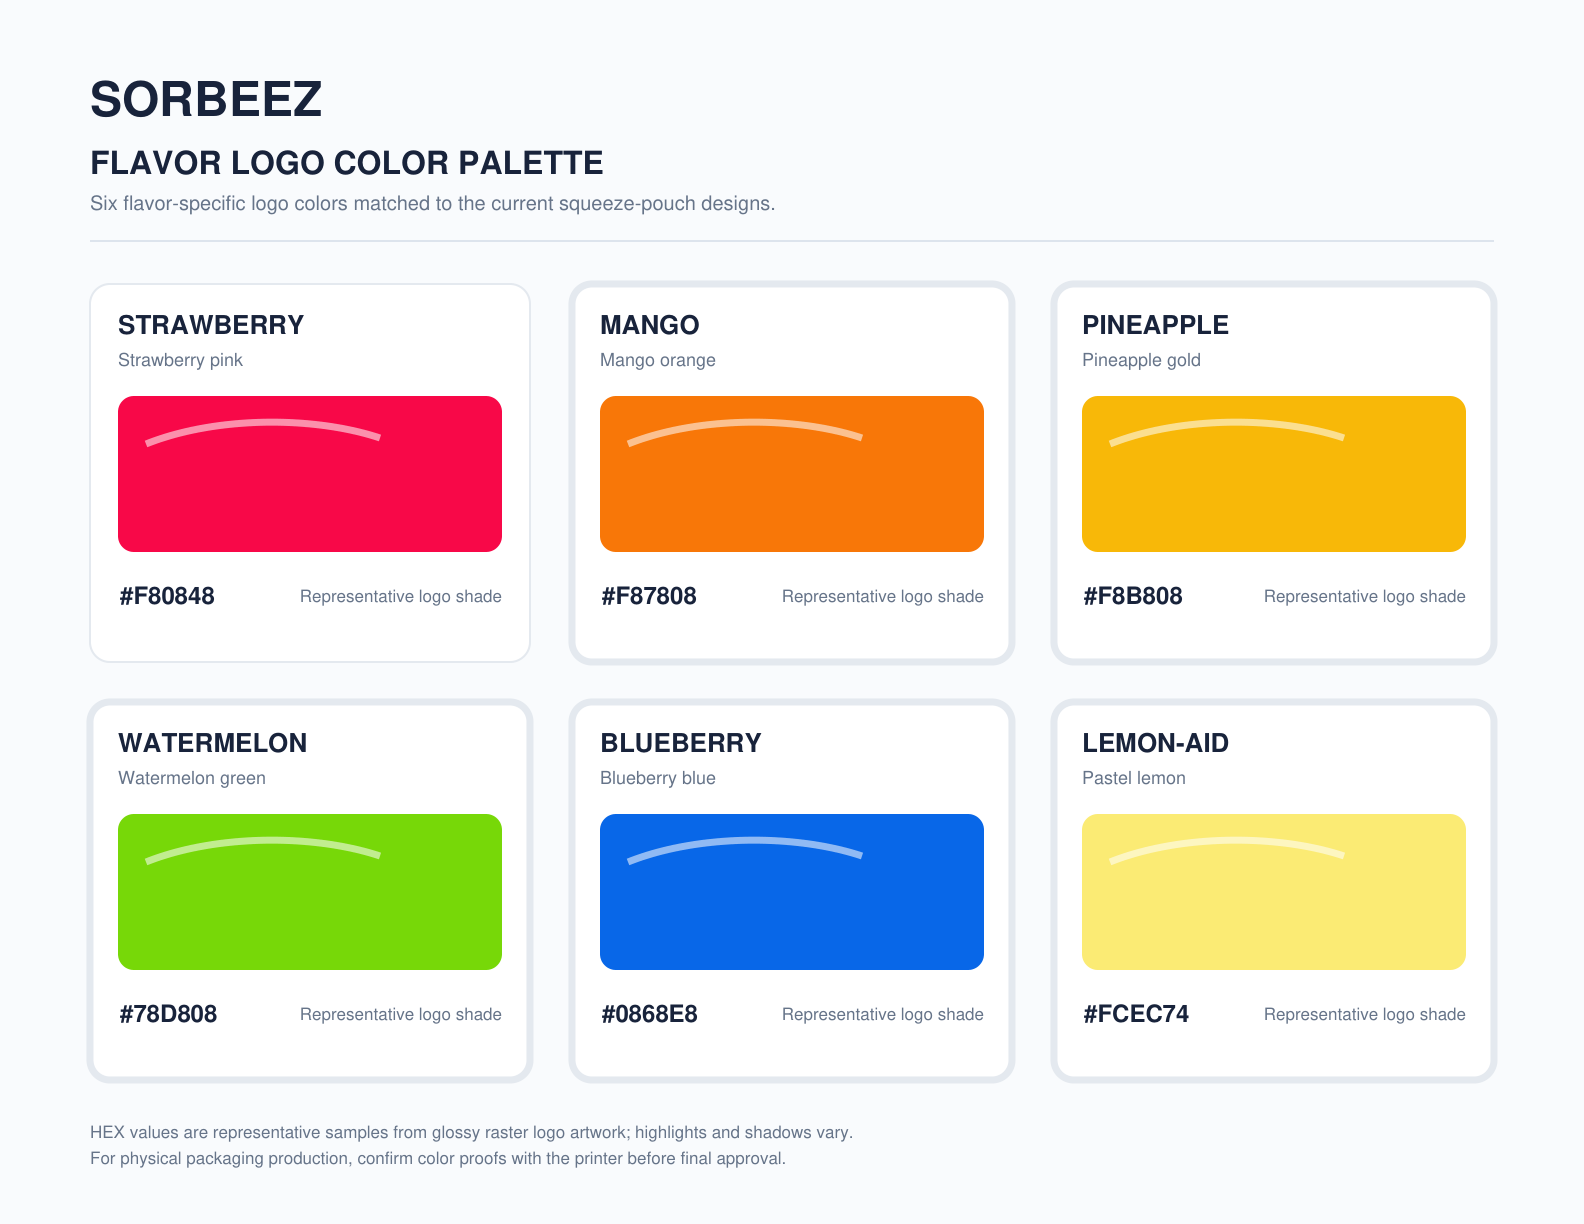 SORBEEZ
FLAVOR LOGO COLOR PALETTE
Six flavor-specific logo colors matched to the current squeeze-pouch designs.
STRAWBERRY
Strawberry pink
#F80848 Representative logo shade
MANGO
Mango orange
#F87808 Representative logo shade
PINEAPPLE
Pineapple gold
#F8B808 Representative logo shade
WATERMELON
Watermelon green
#78D808 Representative logo shade
BLUEBERRY
Blueberry blue
#0868E8 Representative logo shade
LEMON-AID
Pastel lemon
#FCEC74 Representative logo shade
HEX values are representative samples from glossy raster logo artwork; highlights and shadows vary.
For physical packaging production, confirm color proofs with the printer before final approval.